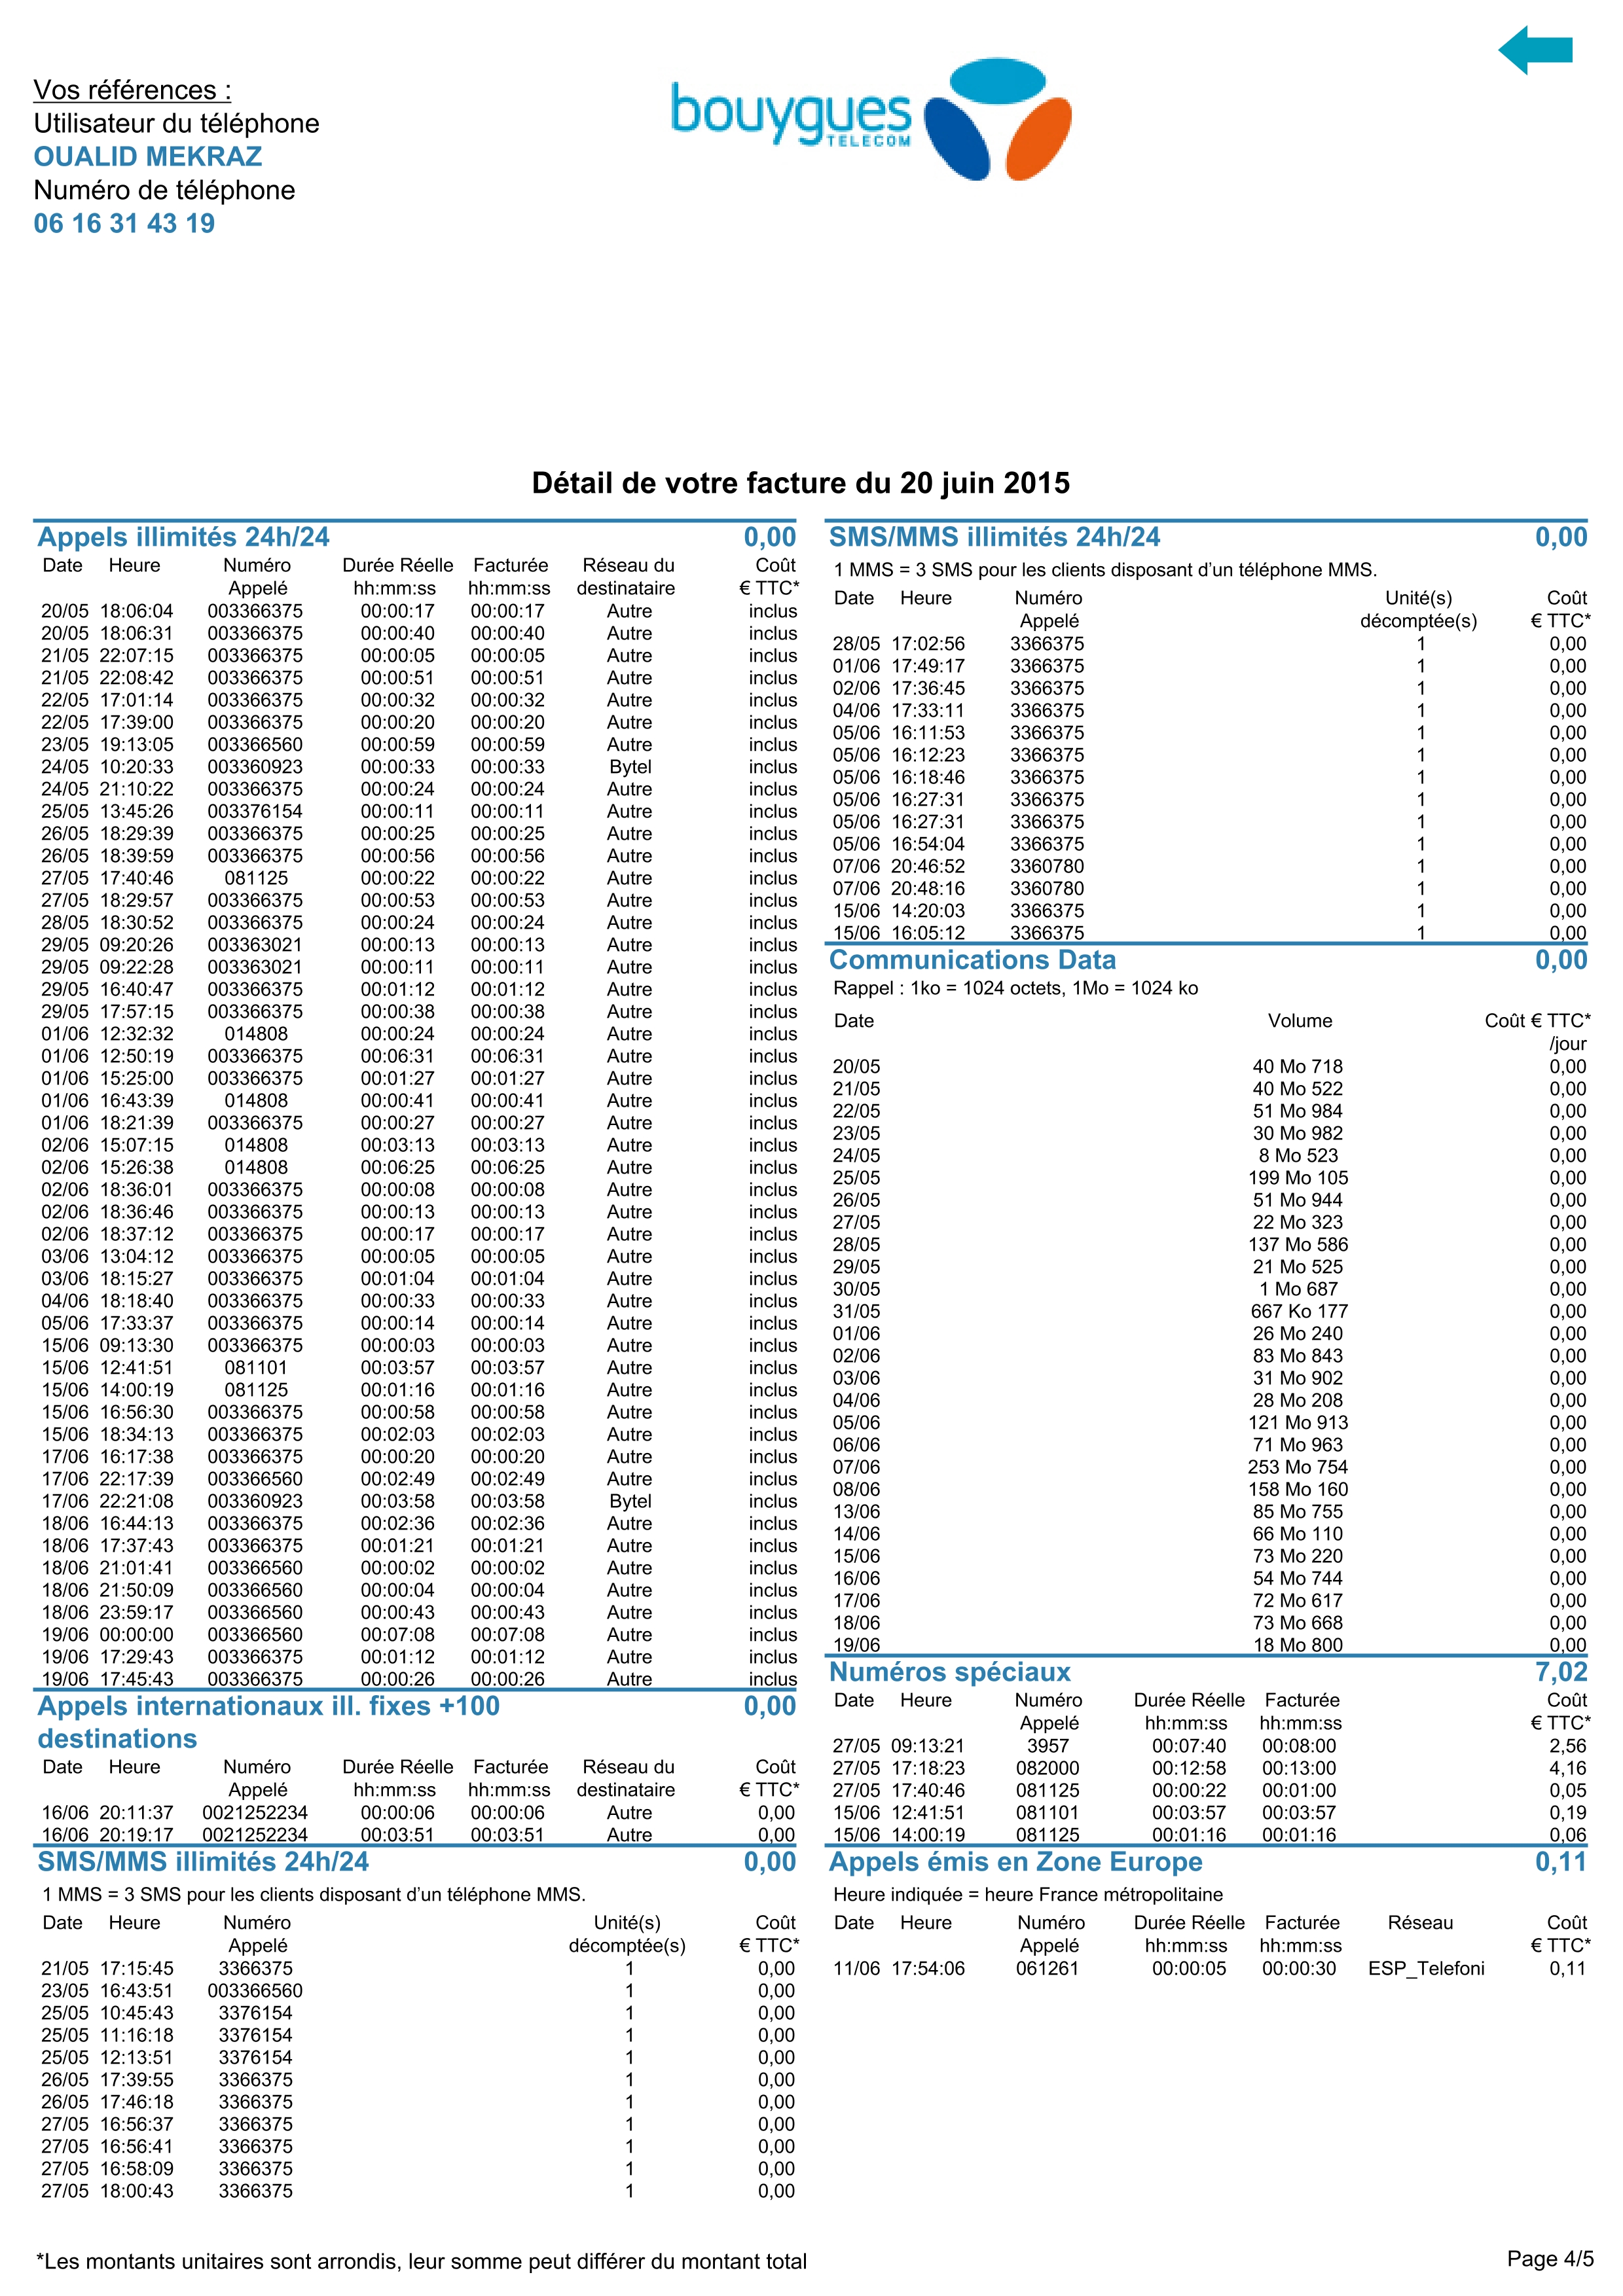 Vos références :
Utilisateur du téléphone
OUALID MEKRAZ
Numéro de téléphone
06 16 31 43 19
bouygues
TELECOM
Détail de votre facture du 20 juin 2015
Appels illimités 24h/24 0,00
Date Heure Numéro Durée Réelle Facturée Réseau du Coût
Appelé hh:mm:ss hh:mm:ss destinataire € TTC*
20/05 18:06:04 003366375 00:00:17 00:00:17 Autre inclus
20/05 18:06:31 003366375 00:00:40 00:00:40 Autre inclus
21/05 22:07:15 003366375 00:00:05 00:00:05 Autre inclus
21/05 22:08:42 003366375 00:00:51 00:00:51 Autre inclus
22/05 17:01:14 003366375 00:00:32 00:00:32 Autre inclus
22/05 17:39:00 003366375 00:00:20 00:00:20 Autre inclus
23/05 19:13:05 003366560 00:00:59 00:00:59 Autre inclus
24/05 10:20:33 003360923 00:00:33 00:00:33 Bytel inclus
24/05 21:10:22 003366375 00:00:24 00:00:24 Autre inclus
25/05 13:45:26 003376154 00:00:11 00:00:11 Autre inclus
26/05 18:29:39 003366375 00:00:25 00:00:25 Autre inclus
26/05 18:39:59 003366375 00:00:56 00:00:56 Autre inclus
27/05 17:40:46 081125 00:00:22 00:00:22 Autre inclus
27/05 18:29:57 003366375 00:00:53 00:00:53 Autre inclus
28/05 18:30:52 003366375 00:00:24 00:00:24 Autre inclus
29/05 09:20:26 003363021 00:00:13 00:00:13 Autre inclus
29/05 09:22:28 003363021 00:00:11 00:00:11 Autre inclus
29/05 16:40:47 003366375 00:01:12 00:01:12 Autre inclus
29/05 17:57:15 003366375 00:00:38 00:00:38 Autre inclus
01/06 12:32:32 014808 00:00:24 00:00:24 Autre inclus
01/06 12:50:19 003366375 00:06:31 00:06:31 Autre inclus
01/06 15:25:00 003366375 00:01:27 00:01:27 Autre inclus
01/06 16:43:39 014808 00:00:41 00:00:41 Autre inclus
01/06 18:21:39 003366375 00:00:27 00:00:27 Autre inclus
02/06 15:07:15 014808 00:03:13 00:03:13 Autre inclus
02/06 15:26:38 014808 00:06:25 00:06:25 Autre inclus
02/06 18:36:01 003366375 00:00:08 00:00:08 Autre inclus
02/06 18:36:46 003366375 00:00:13 00:00:13 Autre inclus
02/06 18:37:12 003366375 00:00:17 00:00:17 Autre inclus
03/06 13:04:12 003366375 00:00:05 00:00:05 Autre inclus
03/06 18:15:27 003366375 00:01:04 00:01:04 Autre inclus
04/06 18:18:40 003366375 00:00:33 00:00:33 Autre inclus
05/06 17:33:37 003366375 00:00:14 00:00:14 Autre inclus
15/06 09:13:30 003366375 00:00:03 00:00:03 Autre inclus
15/06 12:41:51 081101 00:03:57 00:03:57 Autre inclus
15/06 14:00:19 081125 00:01:16 00:01:16 Autre inclus
15/06 16:56:30 003366375 00:00:58 00:00:58 Autre inclus
15/06 18:34:13 003366375 00:02:03 00:02:03 Autre inclus
17/06 16:17:38 003366375 00:00:20 00:00:20 Autre inclus
17/06 22:17:39 003366560 00:02:49 00:02:49 Autre inclus
17/06 22:21:08 003360923 00:03:58 00:03:58 Bytel inclus
18/06 16:44:13 003366375 00:02:36 00:02:36 Autre inclus
18/06 17:37:43 003366375 00:01:21 00:01:21 Autre inclus
18/06 21:01:41 003366560 00:00:02 00:00:02 Autre inclus
18/06 21:50:09 003366560 00:00:04 00:00:04 Autre inclus
18/06 23:59:17 003366560 00:00:43 00:00:43 Autre inclus
19/06 00:00:00 003366560 00:07:08 00:07:08 Autre inclus
19/06 17:29:43 003366375 00:01:12 00:01:12 Autre inclus
19/06 17:45:43 003366375 00:00:26 00:00:26 Autre inclus
Appels internationaux ill. fixes +100 0,00
destinations
Date Heure Numéro Durée Réelle Facturée Réseau du Coût
Appelé hh:mm:ss hh:mm:ss destinataire € TTC*
16/06 20:11:37 0021252234 00:00:06 00:00:06 Autre 0,00
16/06 20:19:17 0021252234 00:03:51 00:03:51 Autre 0,00
SMS/MMS illimités 24h/24 0,00
1 MMS = 3 SMS pour les clients disposant d’un téléphone MMS.
Date Heure Numéro Unité(s) Coût
Appelé décomptée(s) € TTC*
21/05 17:15:45 3366375 1 0,00
23/05 16:43:51 003366560 1 0,00
25/05 10:45:43 3376154 1 0,00
25/05 11:16:18 3376154 1 0,00
25/05 12:13:51 3376154 1 0,00
26/05 17:39:55 3366375 1 0,00
26/05 17:46:18 3366375 1 0,00
27/05 16:56:37 3366375 1 0,00
27/05 16:56:41 3366375 1 0,00
27/05 16:58:09 3366375 1 0,00
27/05 18:00:43 3366375 1 0,00
SMS/MMS illimités 24h/24 0,00
1 MMS = 3 SMS pour les clients disposant d’un téléphone MMS.
Date Heure Numéro Unité(s) Coût
Appelé décomptée(s) € TTC*
28/05 17:02:56 3366375 1 0,00
01/06 17:49:17 3366375 1 0,00
02/06 17:36:45 3366375 1 0,00
04/06 17:33:11 3366375 1 0,00
05/06 16:11:53 3366375 1 0,00
05/06 16:12:23 3366375 1 0,00
05/06 16:18:46 3366375 1 0,00
05/06 16:27:31 3366375 1 0,00
05/06 16:27:31 3366375 1 0,00
05/06 16:54:04 3366375 1 0,00
07/06 20:46:52 3360780 1 0,00
07/06 20:48:16 3360780 1 0,00
15/06 14:20:03 3366375 1 0,00
15/06 16:05:12 3366375 1 0,00
Communications Data 0,00
Rappel : 1ko = 1024 octets, 1Mo = 1024 ko
Date Volume Coût € TTC*
/jour
20/05 40 Mo 718 0,00
21/05 40 Mo 522 0,00
22/05 51 Mo 984 0,00
23/05 30 Mo 982 0,00
24/05 8 Mo 523 0,00
25/05 199 Mo 105 0,00
26/05 51 Mo 944 0,00
27/05 22 Mo 323 0,00
28/05 137 Mo 586 0,00
29/05 21 Mo 525 0,00
30/05 1 Mo 687 0,00
31/05 667 Ko 177 0,00
01/06 26 Mo 240 0,00
02/06 83 Mo 843 0,00
03/06 31 Mo 902 0,00
04/06 28 Mo 208 0,00
05/06 121 Mo 913 0,00
06/06 71 Mo 963 0,00
07/06 253 Mo 754 0,00
08/06 158 Mo 160 0,00
13/06 85 Mo 755 0,00
14/06 66 Mo 110 0,00
15/06 73 Mo 220 0,00
16/06 54 Mo 744 0,00
17/06 72 Mo 617 0,00
18/06 73 Mo 668 0,00
19/06 18 Mo 800 0,00
Numéros spéciaux 7,02
Date Heure Numéro Durée Réelle Facturée Coût
Appelé hh:mm:ss hh:mm:ss € TTC*
27/05 09:13:21 3957 00:07:40 00:08:00 2,56
27/05 17:18:23 082000 00:12:58 00:13:00 4,16
27/05 17:40:46 081125 00:00:22 00:01:00 0,05
15/06 12:41:51 081101 00:03:57 00:03:57 0,19
15/06 14:00:19 081125 00:01:16 00:01:16 0,06
Appels émis en Zone Europe 0,11
Heure indiquée = heure France métropolitaine
Date Heure Numéro Durée Réelle Facturée Réseau Coût
Appelé hh:mm:ss hh:mm:ss € TTC*
11/06 17:54:06 061261 00:00:05 00:00:30 ESP_Telefoni 0,11
*Les montants unitaires sont arrondis, leur somme peut différer du montant total
Page 4/5